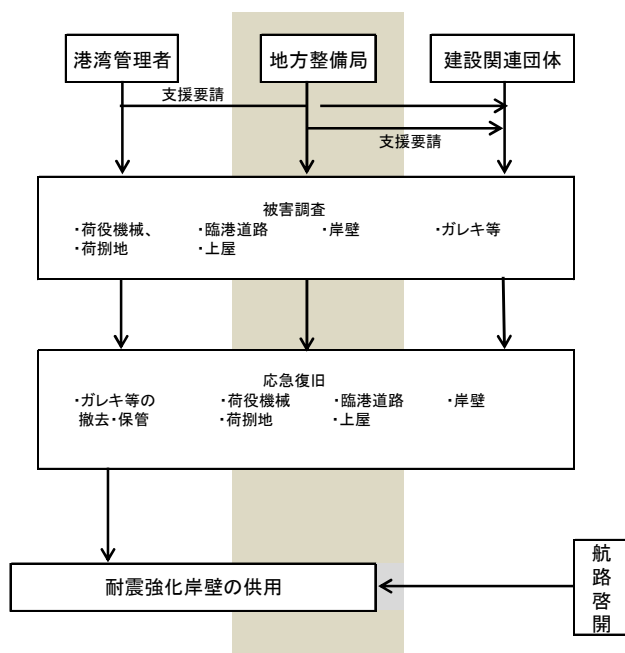 港湾管理者
地方整備局
建設関連団体
支援要請
支援要請
被害調査
・荷役機械、
・荷捌地
・臨港道路
・上屋
・岸壁
・ガレキ等
応急復旧
・ガレキ等の
撤去・保管
・荷役機械
・荷捌地
・臨港道路
・上屋
・岸壁
耐震強化岸壁の供用
航路啓開